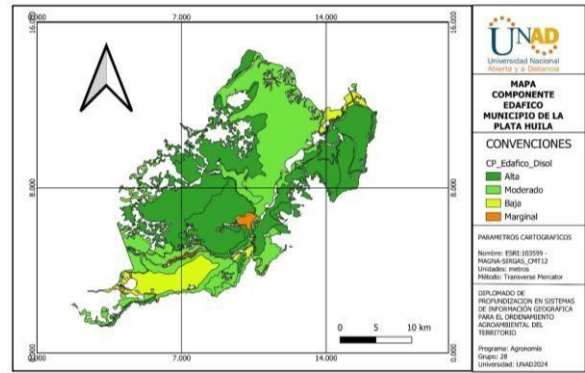 16.000
7.000
14.000
16.000
8.000
8.000
0.000
7.000
14.000
0.000
0 5 10 km
UNAD
Universidad Nacional
Abierta y a Distancia
MAPA
COMPONENTE
EDAFICO
MUNICIPIO DE LA
PLATA HUILA
CONVENCIONES
CP_Edafico_Disol
Alta
Moderado
Baja
Marginal
PARAMETROS CARTOGRAFICOS
Nombre: ESRI:103599 -
MAGNA-SIRGAS_CMT12
Unidades: metros
Método: Transverse Mercator
DIPLOMADO DE
PROFUNDIZACION EN SISTEMAS
DE INFORMACIÓN GEOGRÁFICA
PARA EL ORDENAMIENTO
AGROAMBIENTAL DEL
TERRITORIO
Programa: Agronomía
Grupo: 28
Universidad: UNAD2024